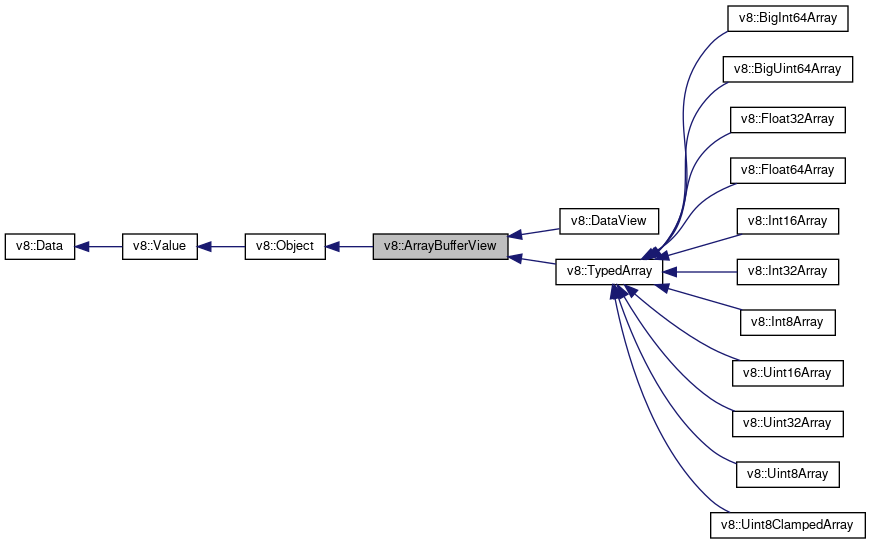 v8::BigInt64Array
v8::BigUint64Array
v8::Float32Array
v8::Float64Array
v8::DataView
v8::Int16Array
v8::Data
v8::Value
v8::Object
v8::ArrayBufferView
v8::TypedArray
v8::Int32Array
v8::Int8Array
v8::Uint16Array
v8::Uint32Array
v8::Uint8Array
v8::Uint8ClampedArray